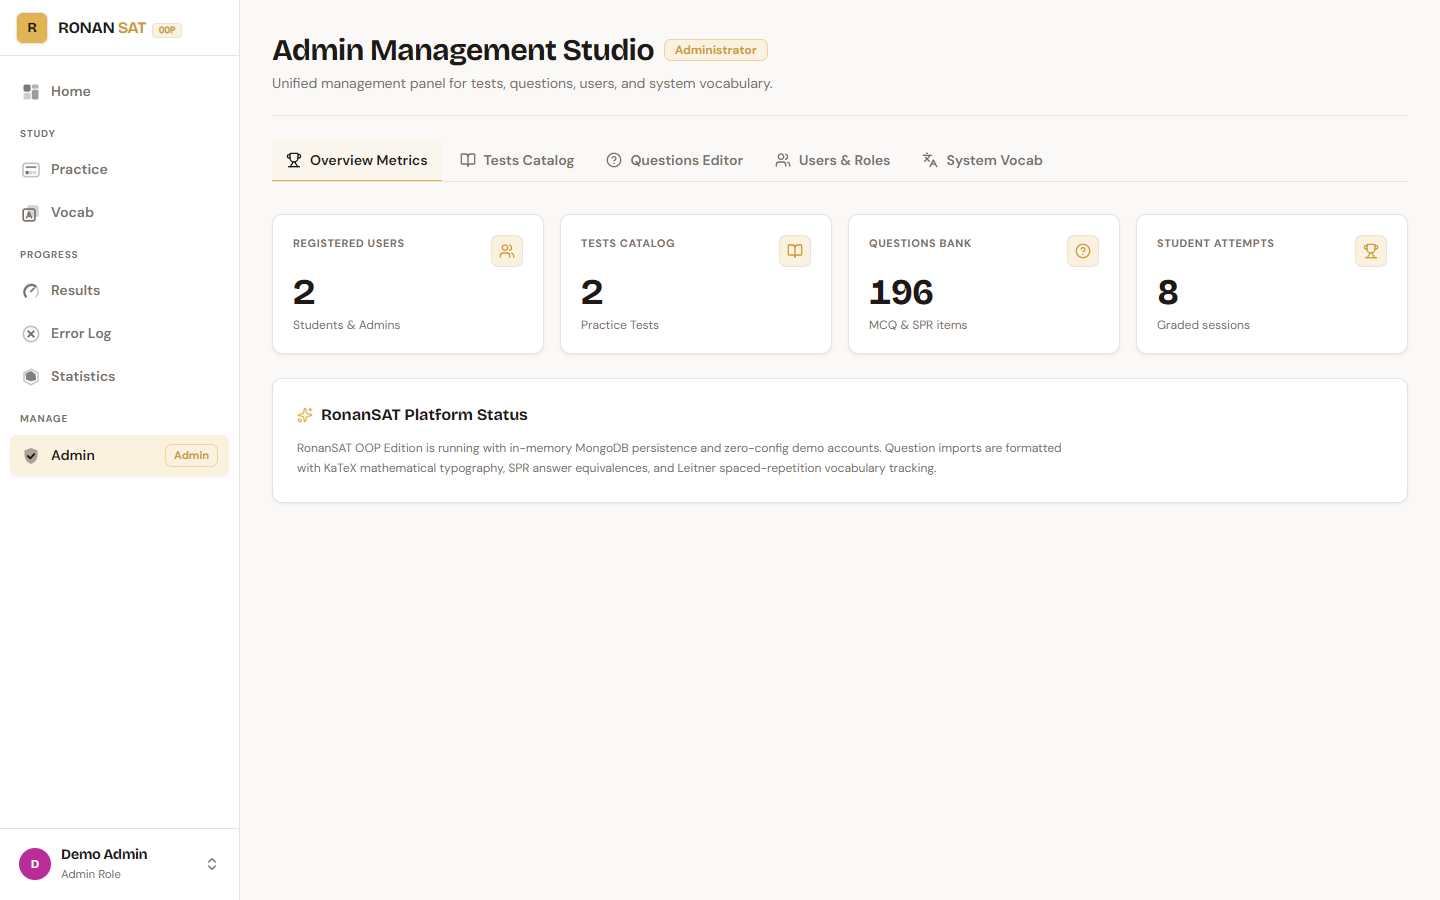 R RONAN SAT OOP
Home
STUDY
Practice
Vocab
PROGRESS
Results
Error Log
Statistics
MANAGE
Admin Admin
D Demo Admin
Admin Role
Admin Management Studio Administrator
Unified management panel for tests, questions, users, and system vocabulary.
Overview Metrics Tests Catalog Questions Editor Users & Roles System Vocab
REGISTERED USERS
2
Students & Admins
TESTS CATALOG
2
Practice Tests
QUESTIONS BANK
196
MCQ & SPR items
STUDENT ATTEMPTS
8
Graded sessions
RonanSAT Platform Status
RonanSAT OOP Edition is running with in-memory MongoDB persistence and zero-config demo accounts. Question imports are formatted
with KaTeX mathematical typography, SPR answer equivalences, and Leitner spaced-repetition vocabulary tracking.